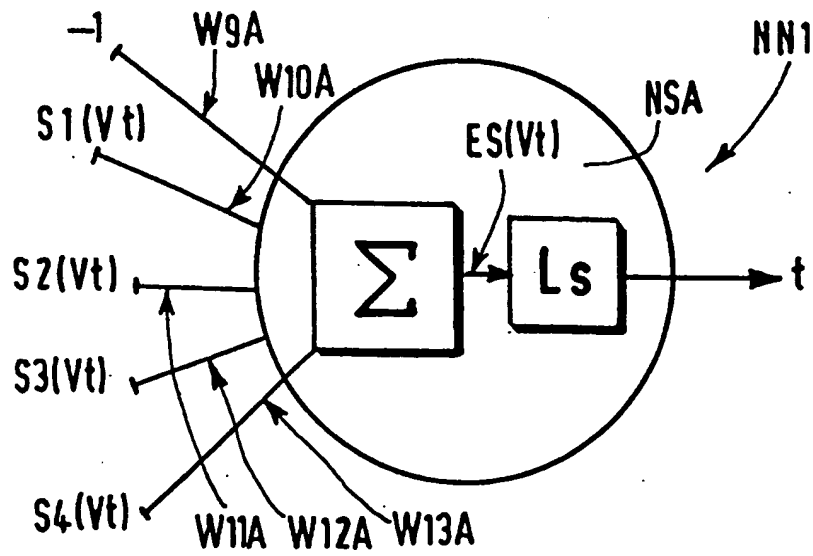 -1
W9A
NN1
W10A
S1(Vt)
NSA
ES(Vt)
S2(Vt)
Σ
Ls
t
S3(Vt)
S4(Vt)
W11A
W12A
W13A